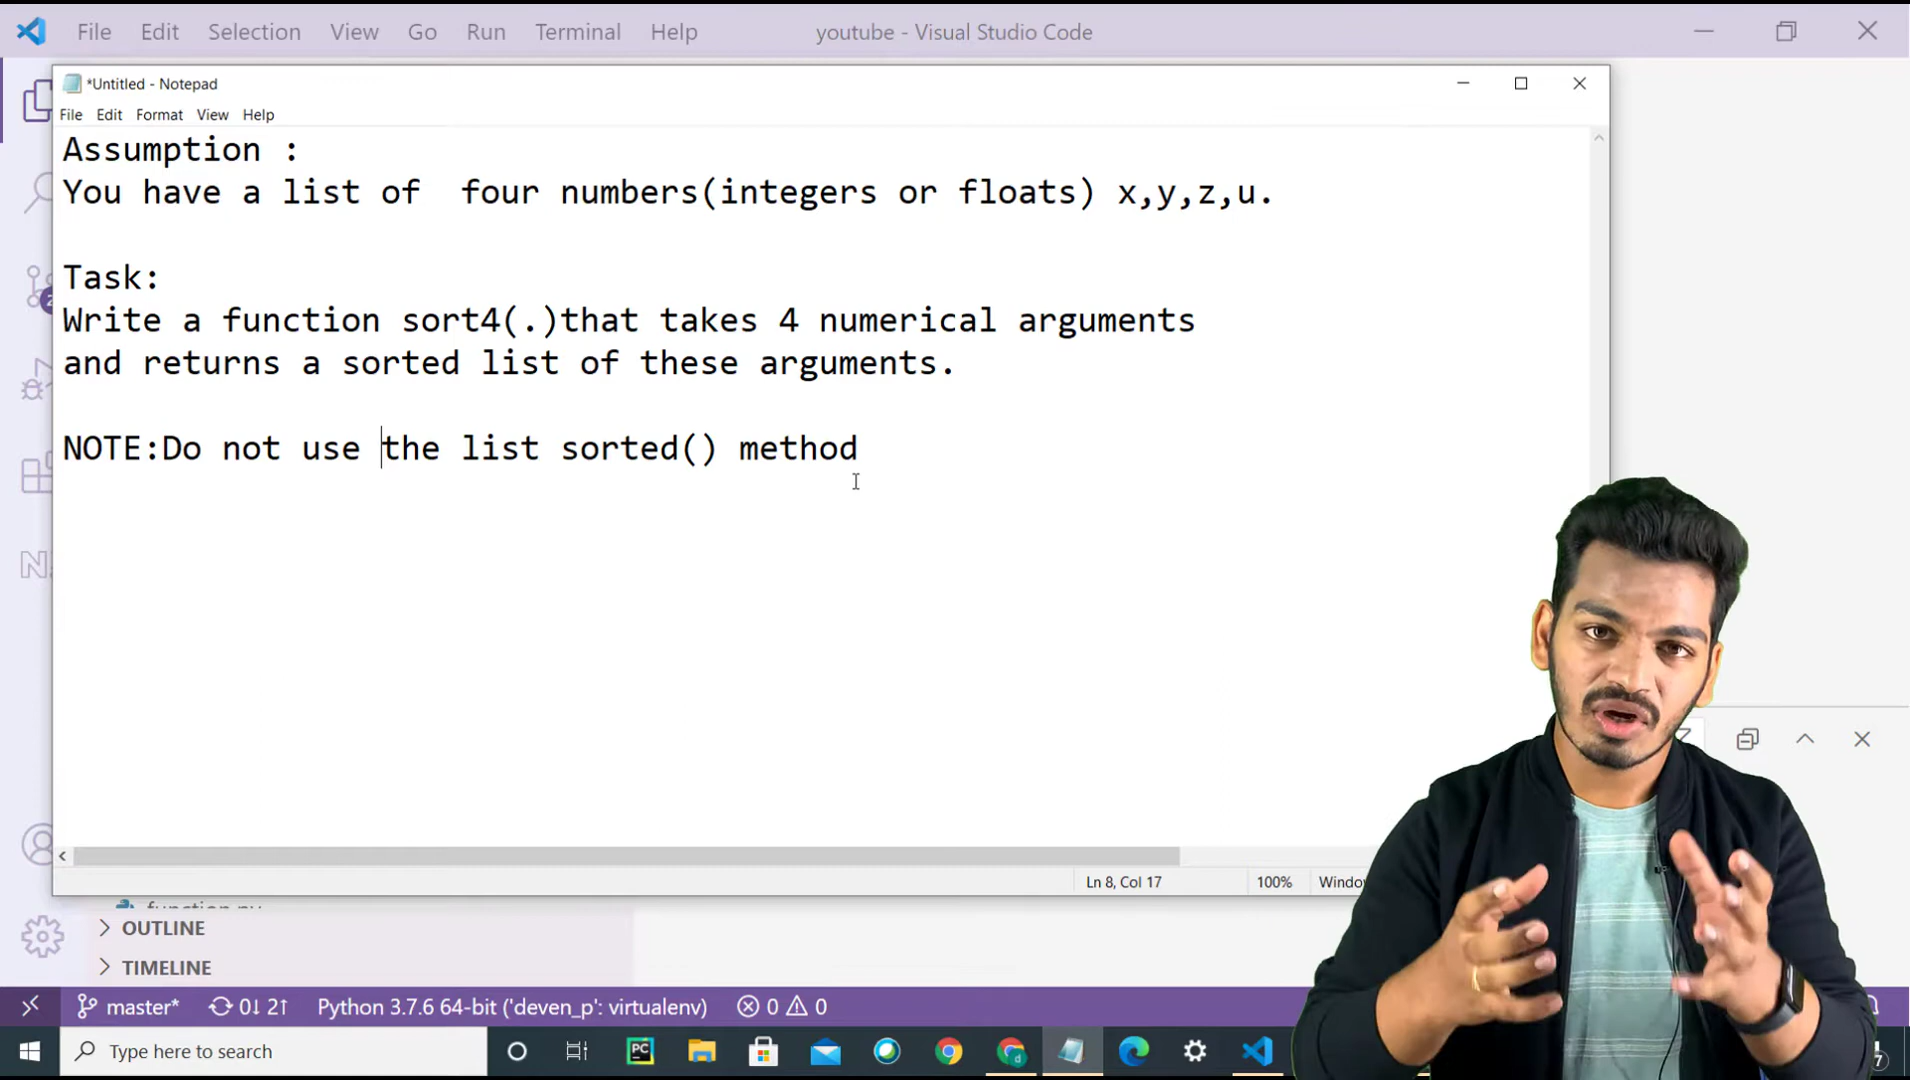 File Edit Selection View Go Run Terminal Help youtube - Visual Studio Code
*Untitled - Notepad
File Edit Format View Help
Assumption :
You have a list of  four numbers(integers or floats) x,y,z,u.
Task:
Write a function sort4(.)that takes 4 numerical arguments
and returns a sorted list of these arguments.
NOTE:Do not use the list sorted() method
Ln 8, Col 17 100%
OUTLINE
TIMELINE
master* 0↓ 2↑ Python 3.7.6 64-bit ('deven_p': virtualenv) 0 0
PC
Type here to search